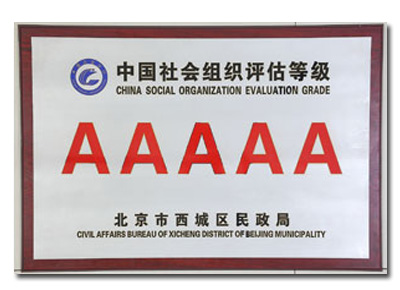 中国社会组织评估等级
CHINA SOCIAL ORGANIZATION EVALUATION GRADE
AAAAA
北京市西城区民政局
CIVIL AFFAIRS BUREAU OF XICHENG DISTRICT OF BEIJING MUNICIPALITY